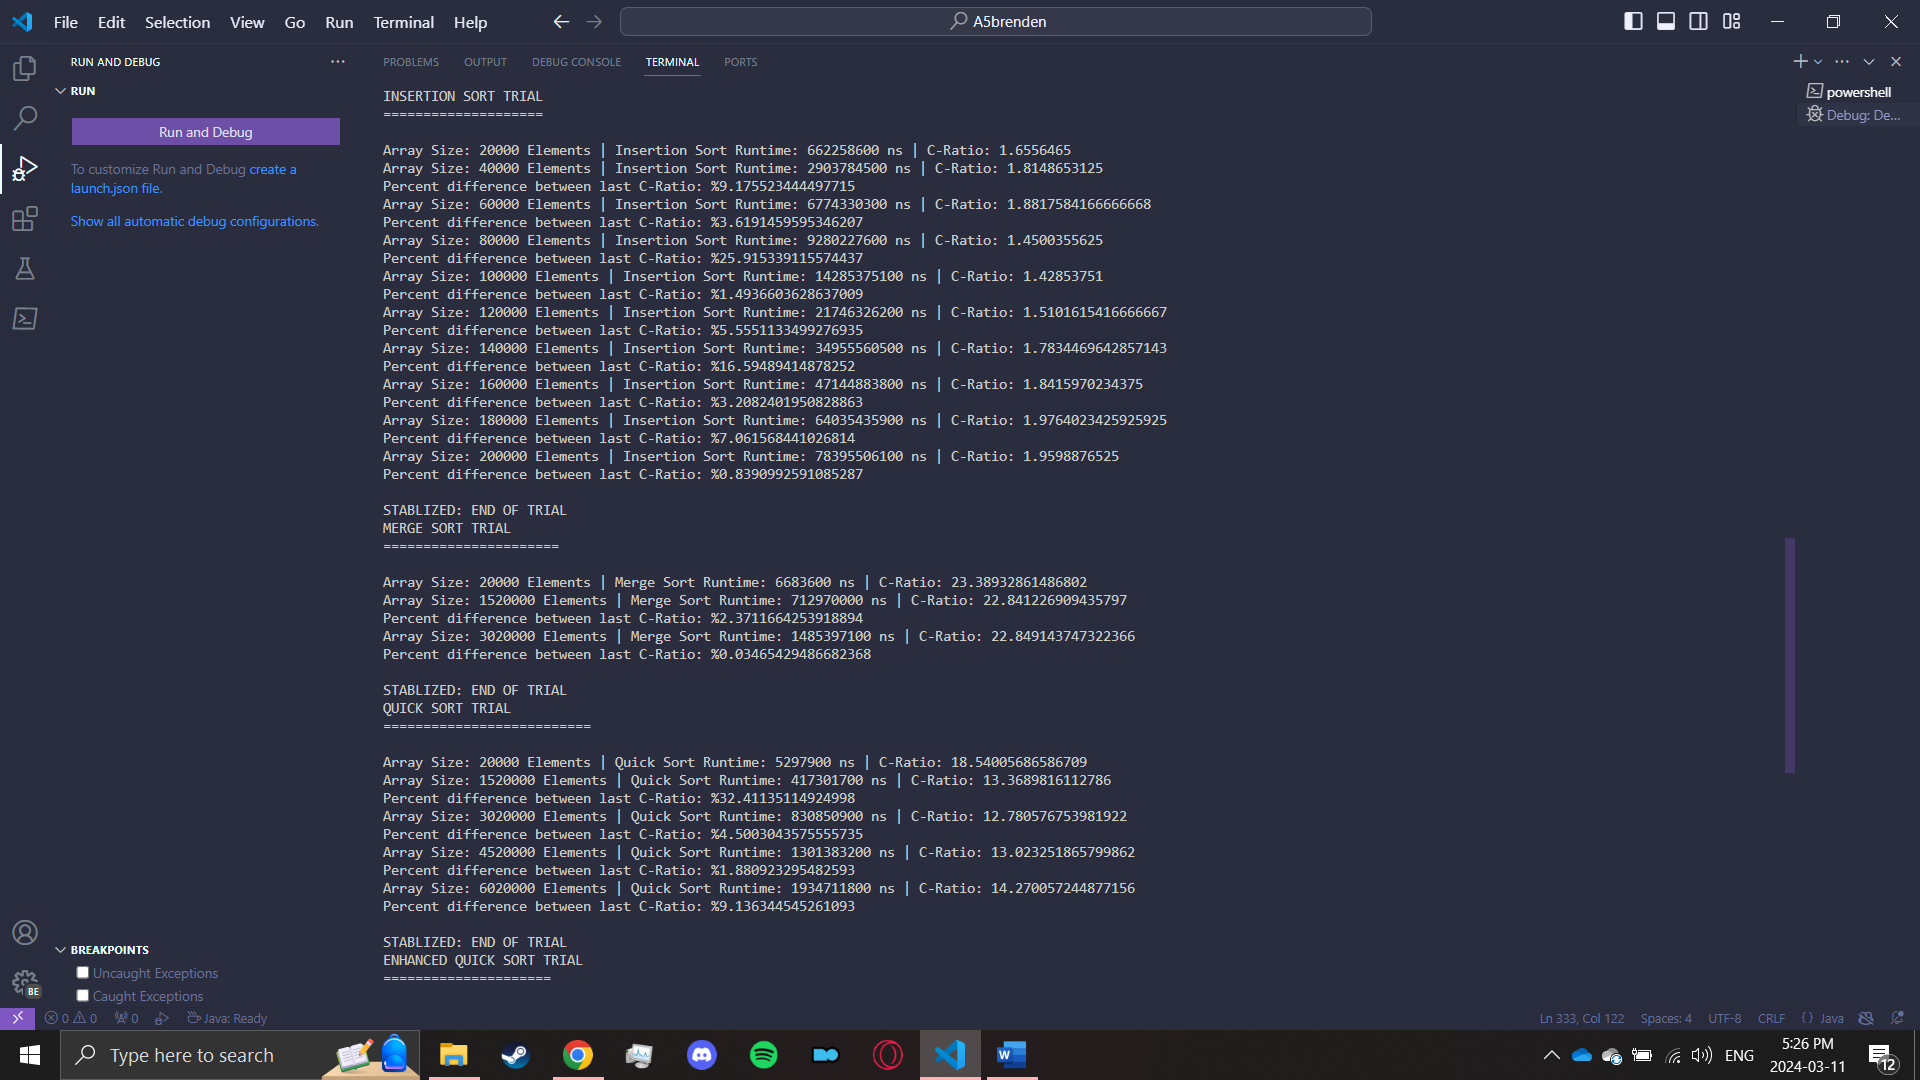 File Edit Selection View Go Run Terminal Help
A5brenden
RUN AND DEBUG
RUN
Run and Debug
To customize Run and Debug create a
launch.json file.
Show all automatic debug configurations.
PROBLEMS OUTPUT DEBUG CONSOLE TERMINAL PORTS
powershell
Debug: De...
INSERTION SORT TRIAL
====================
Array Size: 20000 Elements | Insertion Sort Runtime: 662258600 ns | C-Ratio: 1.6556465
Array Size: 40000 Elements | Insertion Sort Runtime: 2903784500 ns | C-Ratio: 1.8148653125
Percent difference between last C-Ratio: %9.175523444497715
Array Size: 60000 Elements | Insertion Sort Runtime: 6774330300 ns | C-Ratio: 1.8817584166666668
Percent difference between last C-Ratio: %3.6191459595346207
Array Size: 80000 Elements | Insertion Sort Runtime: 9280227600 ns | C-Ratio: 1.4500355625
Percent difference between last C-Ratio: %25.915339115574437
Array Size: 100000 Elements | Insertion Sort Runtime: 14285375100 ns | C-Ratio: 1.42853751
Percent difference between last C-Ratio: %1.4936603628637009
Array Size: 120000 Elements | Insertion Sort Runtime: 21746326200 ns | C-Ratio: 1.5101615416666667
Percent difference between last C-Ratio: %5.5551133499276935
Array Size: 140000 Elements | Insertion Sort Runtime: 34955560500 ns | C-Ratio: 1.7834469642857143
Percent difference between last C-Ratio: %16.59489414878252
Array Size: 160000 Elements | Insertion Sort Runtime: 47144883800 ns | C-Ratio: 1.8415970234375
Percent difference between last C-Ratio: %3.2082401950828863
Array Size: 180000 Elements | Insertion Sort Runtime: 64035435900 ns | C-Ratio: 1.9764023425925925
Percent difference between last C-Ratio: %7.061568441026814
Array Size: 200000 Elements | Insertion Sort Runtime: 78395506100 ns | C-Ratio: 1.9598876525
Percent difference between last C-Ratio: %0.8390992591085287
STABLIZED: END OF TRIAL
MERGE SORT TRIAL
======================
Array Size: 20000 Elements | Merge Sort Runtime: 6683600 ns | C-Ratio: 23.38932861486802
Array Size: 1520000 Elements | Merge Sort Runtime: 712970000 ns | C-Ratio: 22.841226909435797
Percent difference between last C-Ratio: %2.3711664253918894
Array Size: 3020000 Elements | Merge Sort Runtime: 1485397100 ns | C-Ratio: 22.849143747322366
Percent difference between last C-Ratio: %0.03465429486682368
STABLIZED: END OF TRIAL
QUICK SORT TRIAL
==========================
Array Size: 20000 Elements | Quick Sort Runtime: 5297900 ns | C-Ratio: 18.54005686586709
Array Size: 1520000 Elements | Quick Sort Runtime: 417301700 ns | C-Ratio: 13.3689816112786
Percent difference between last C-Ratio: %32.41135114924998
Array Size: 3020000 Elements | Quick Sort Runtime: 830850900 ns | C-Ratio: 12.780576753981922
Percent difference between last C-Ratio: %4.5003043575555735
Array Size: 4520000 Elements | Quick Sort Runtime: 1301383200 ns | C-Ratio: 13.023251865799862
Percent difference between last C-Ratio: %1.880923295482593
Array Size: 6020000 Elements | Quick Sort Runtime: 1934711800 ns | C-Ratio: 14.270057244877156
Percent difference between last C-Ratio: %9.136344545261093
STABLIZED: END OF TRIAL
ENHANCED QUICK SORT TRIAL
=====================
BREAKPOINTS
Uncaught Exceptions
Caught Exceptions
BE
0 0 0 Java: Ready
Ln 333, Col 122 Spaces: 4 UTF-8 CRLF {} Java
Type here to search
ENG
5:26 PM
2024-03-11
12